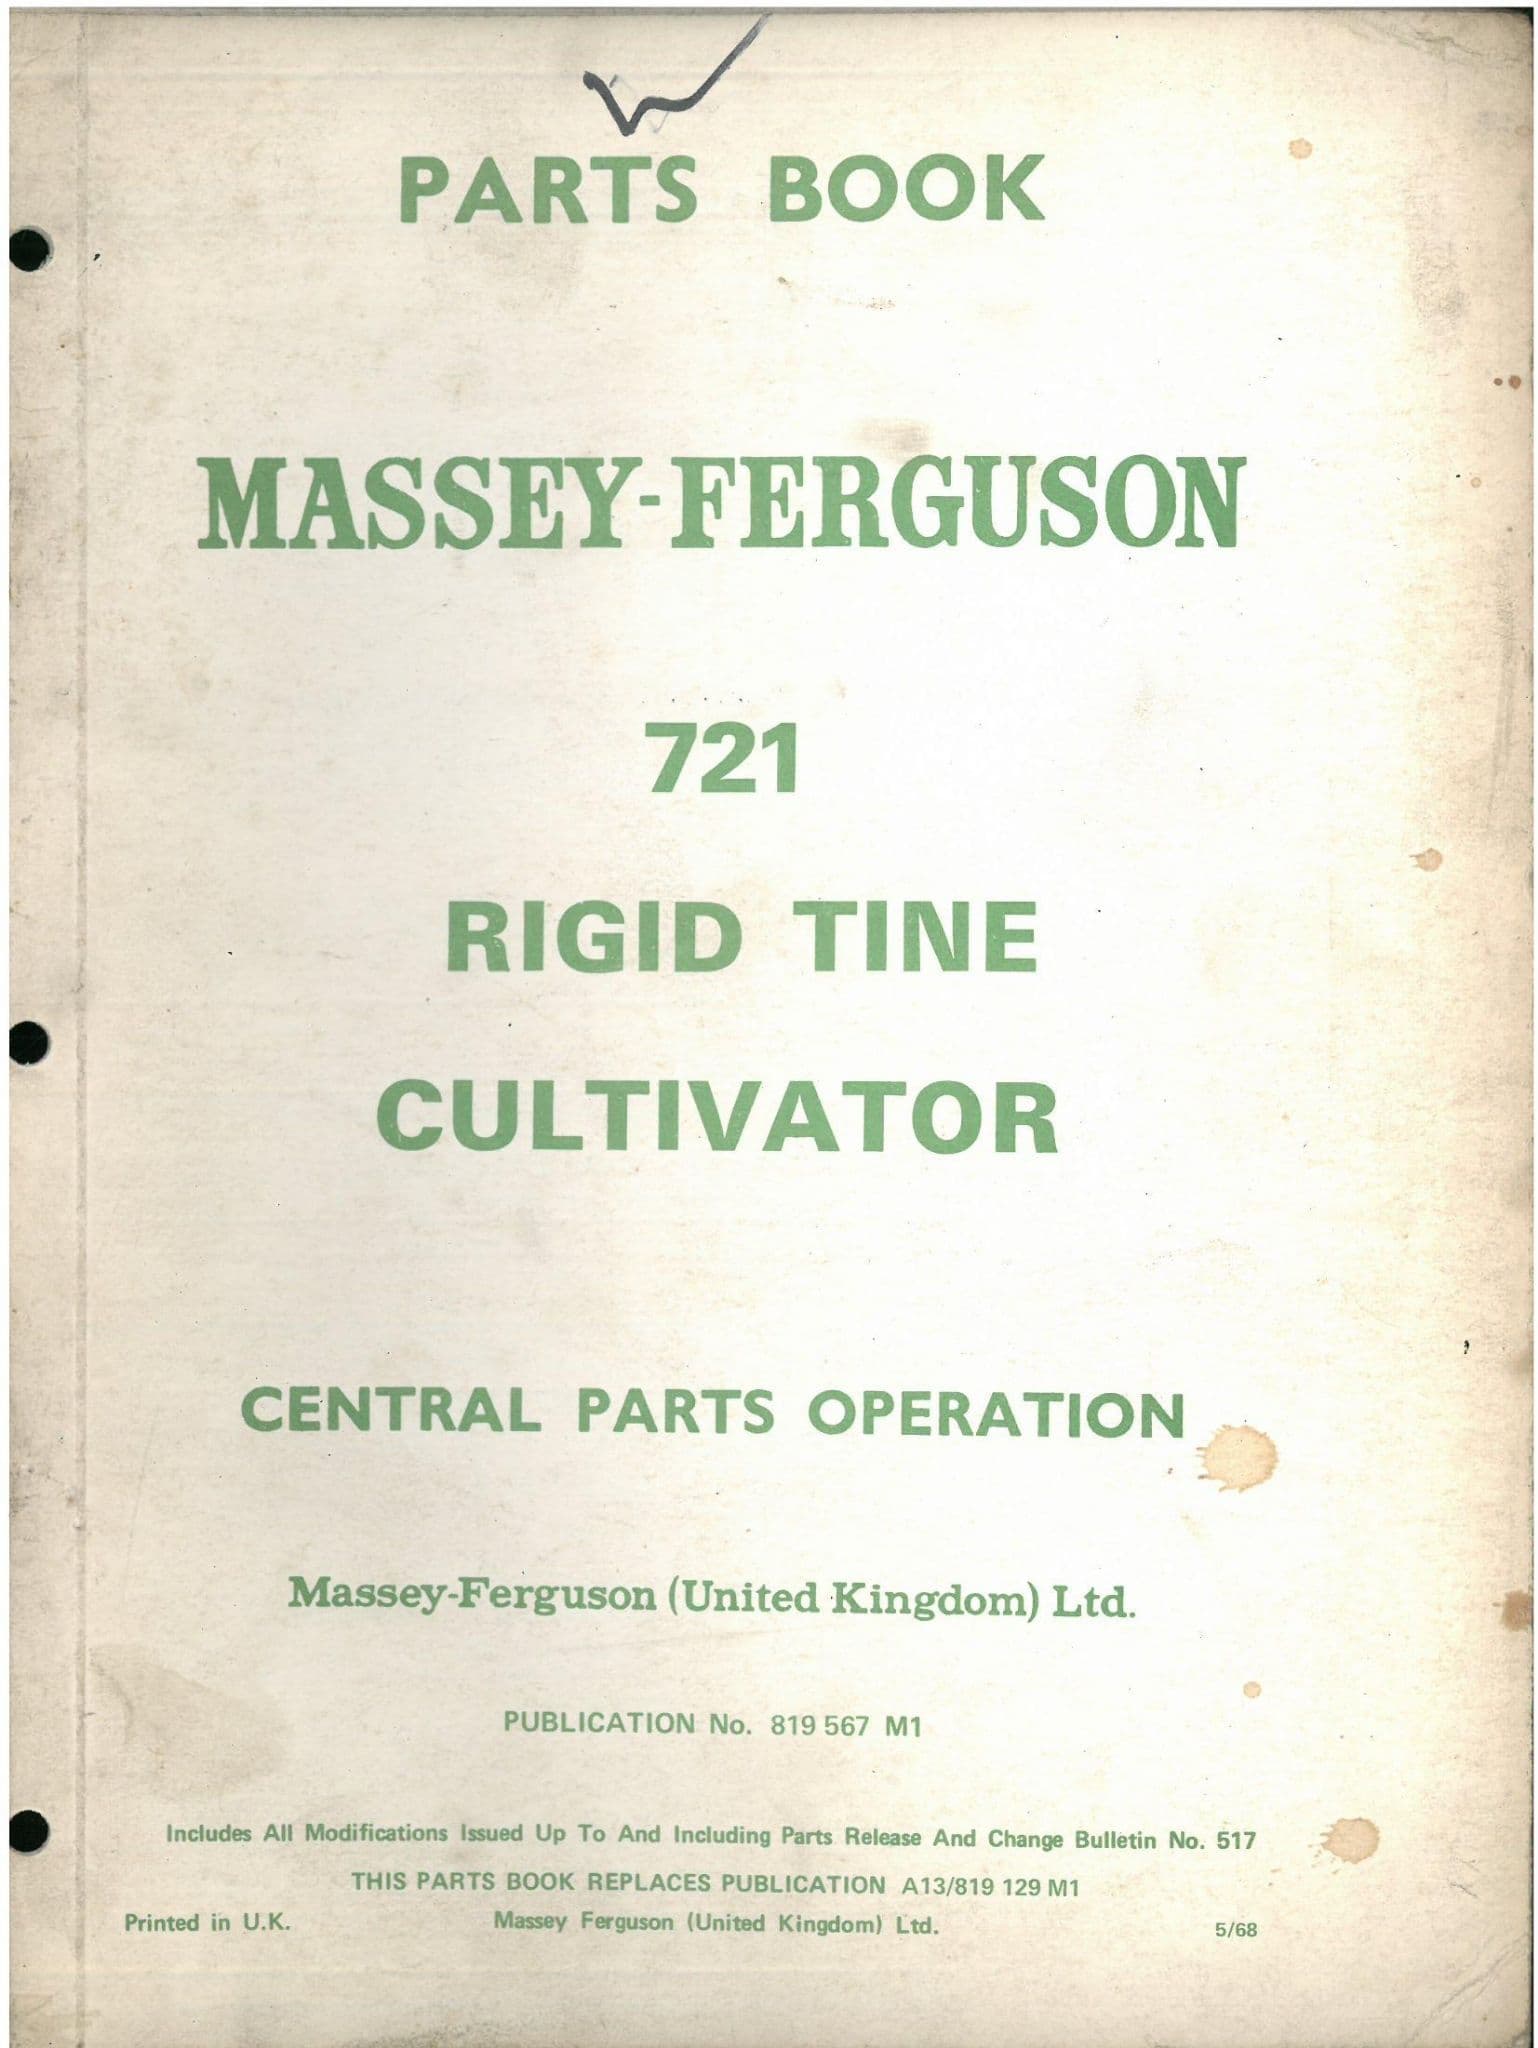 PARTS BOOK
MASSEY-FERGUSON
721
RIGID TINE
CULTIVATOR
CENTRAL PARTS OPERATION
Massey-Ferguson (United Kingdom) Ltd.
PUBLICATION No. 819 567 M1
Includes All Modifications Issued Up To And Including Parts Release And Change Bulletin No. 517
THIS PARTS BOOK REPLACES PUBLICATION A13/819 129 M1
Printed in U.K. Massey Ferguson (United Kingdom) Ltd. 5/68